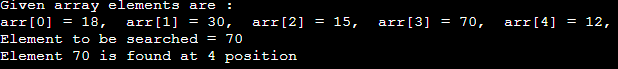 Given array elements are :
arr[0] = 18,  arr[1] = 30,  arr[2] = 15,  arr[3] = 70,  arr[4] = 12,
Element to be searched = 70
Element 70 is found at 4 position